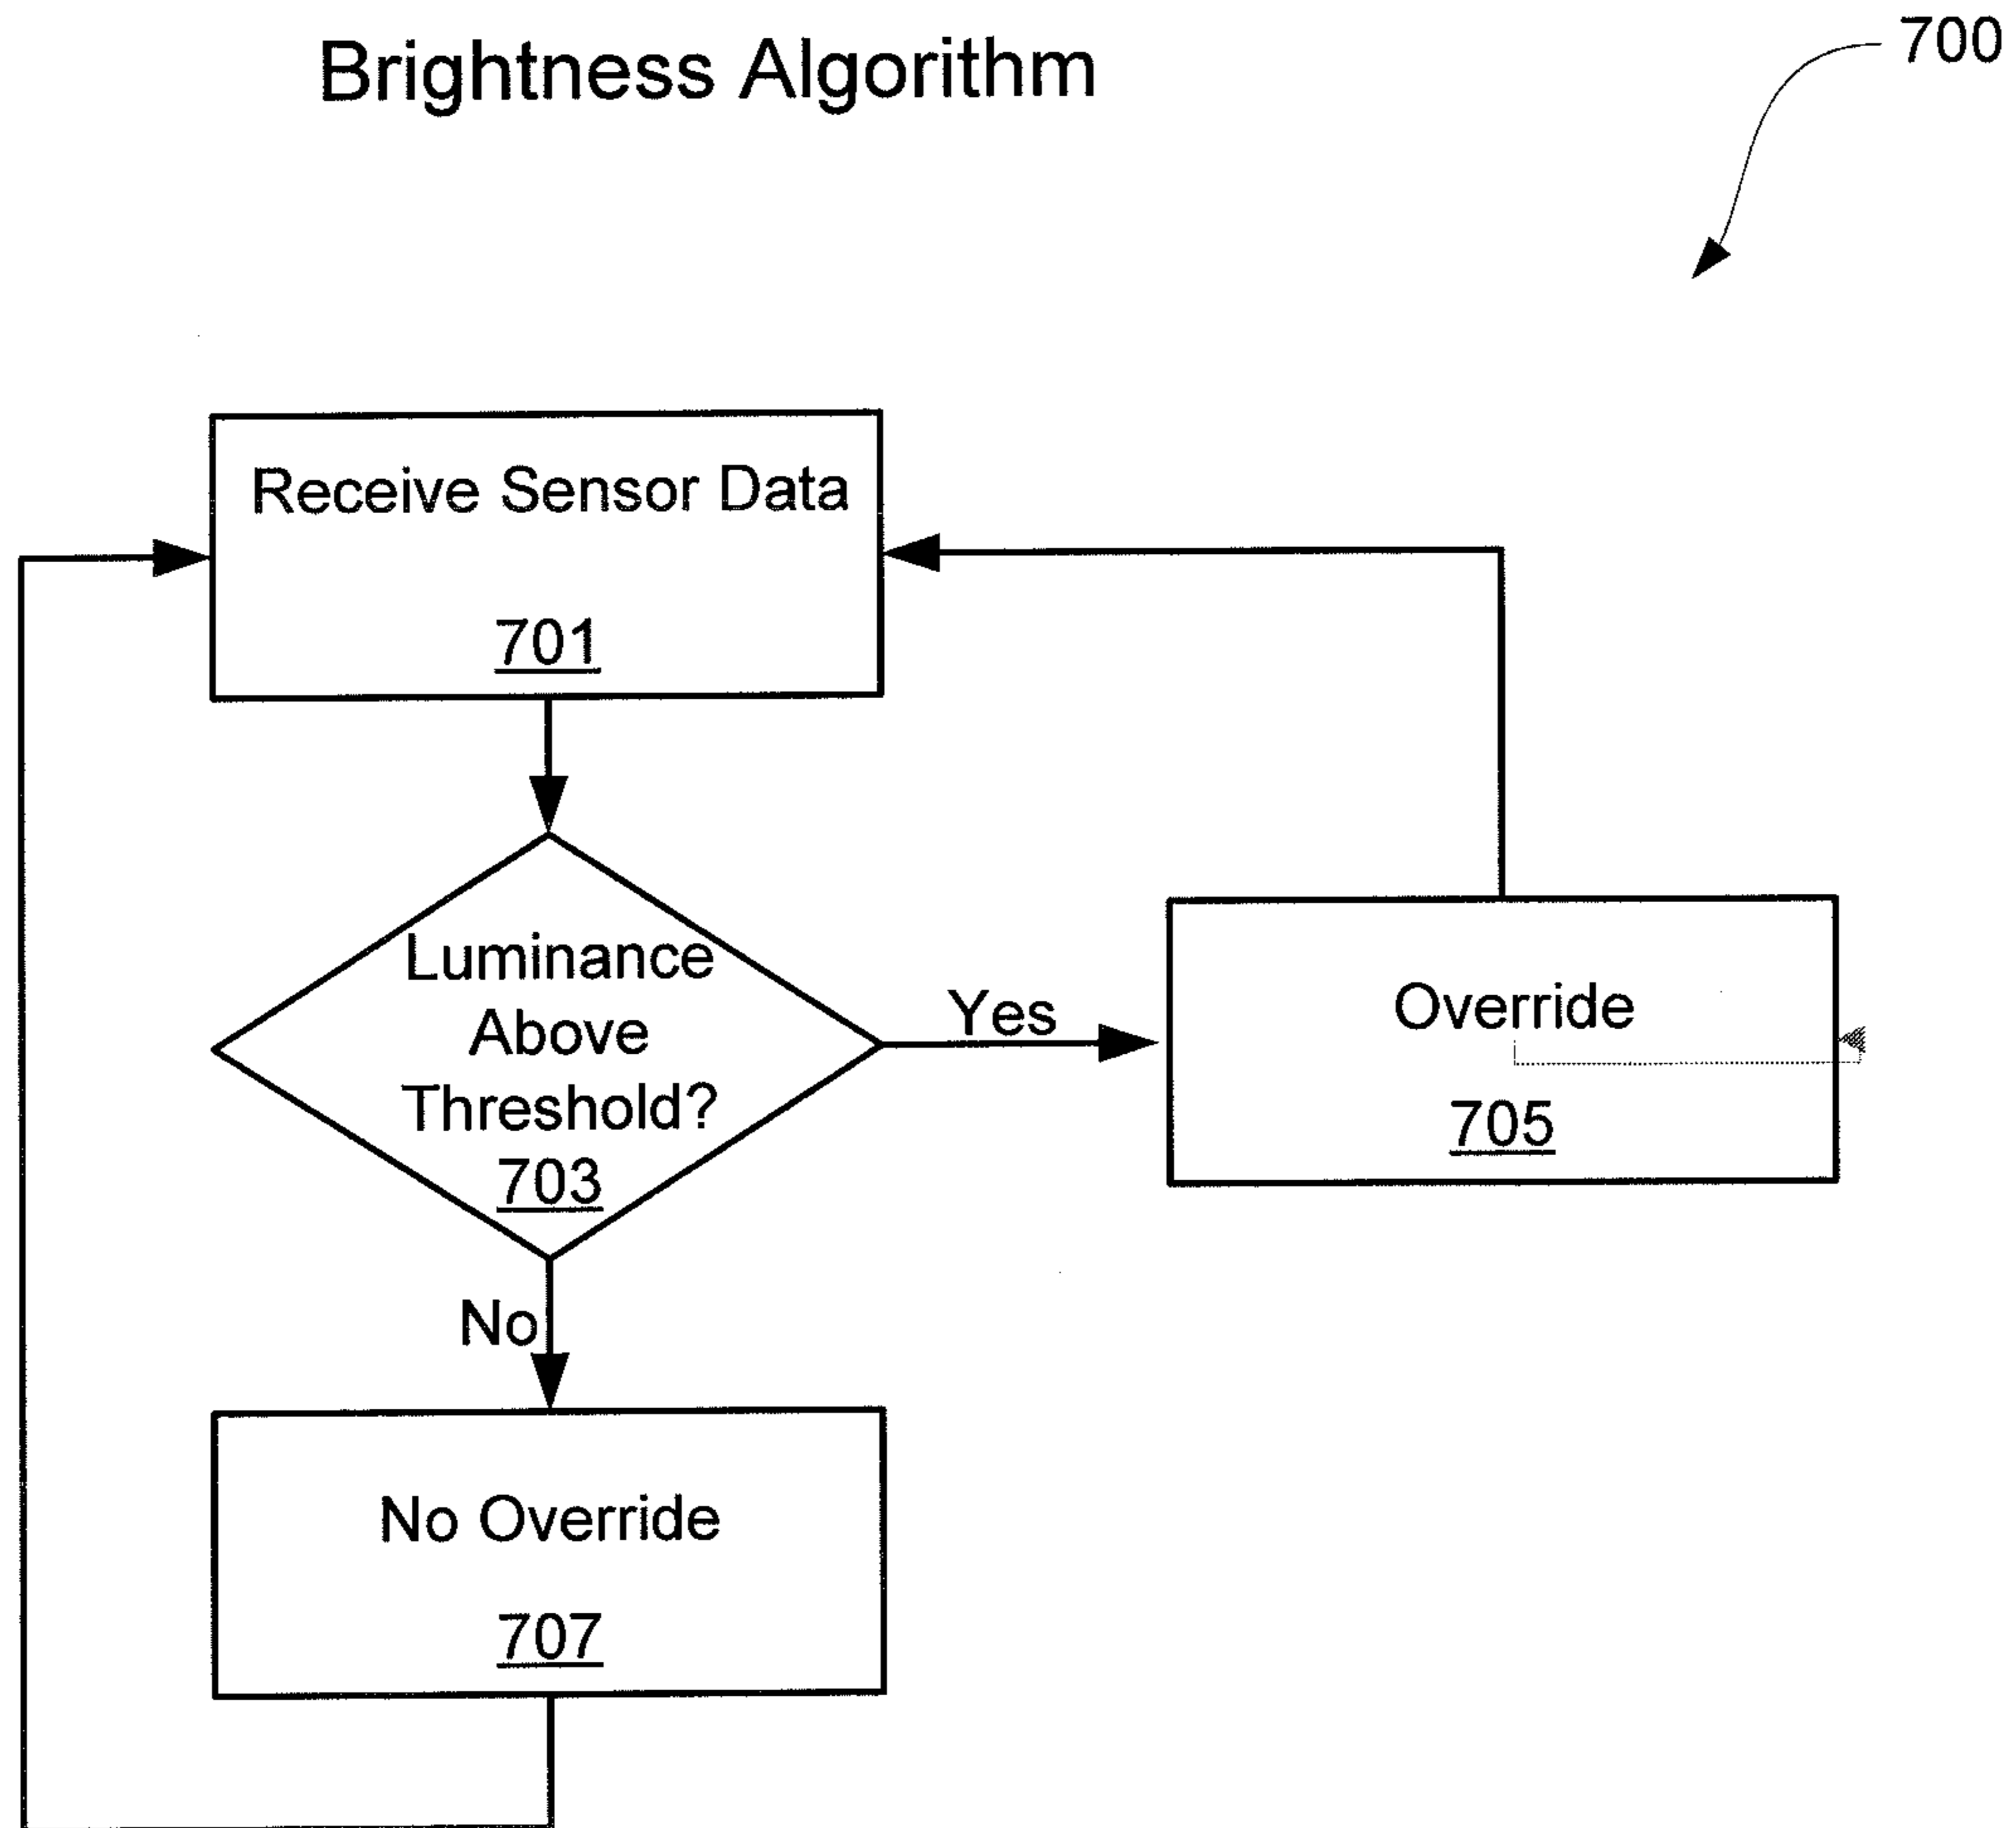 Brightness Algorithm
700
Receive Sensor Data
701
Luminance
Above
Threshold?
703
Yes
Override
705
No
No Override
707